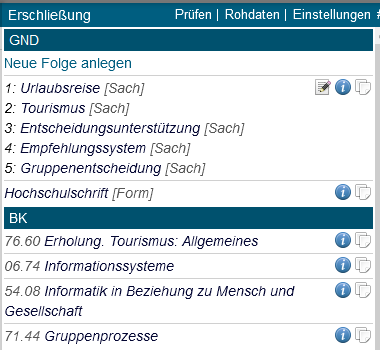 Erschließung Prüfen | Rohdaten | Einstellungen
GND
Neue Folge anlegen
1: Urlaubsreise [Sach]
2: Tourismus [Sach]
3: Entscheidungsunterstützung [Sach]
4: Empfehlungssystem [Sach]
5: Gruppenentscheidung [Sach]
Hochschulschrift [Form]
BK
76.60 Erholung. Tourismus: Allgemeines
06.74 Informationssysteme
54.08 Informatik in Beziehung zu Mensch und
Gesellschaft
71.44 Gruppenprozesse